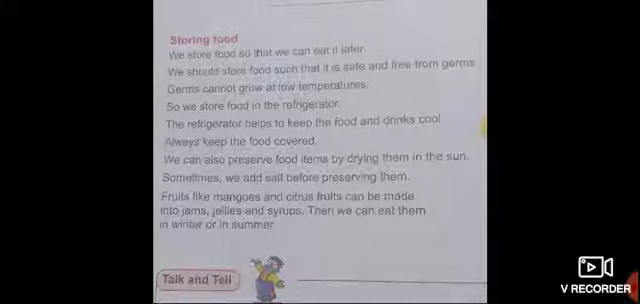 Storing food
We store food so that we can eat it later.
We should store food such that it is safe and free from germs.
Germs cannot grow at low temperatures.
So we store food in the refrigerator.
The refrigerator helps to keep the food and drinks cool
Always keep the food covered.
We can also preserve food items by drying them in the sun.
Sometimes, we add salt before preserving them.
Fruits like mangoes and citrus fruits can be made
into jams, jellies and syrups. Then we can eat them
in winter or in summer
Talk and Tell
V RECORDER